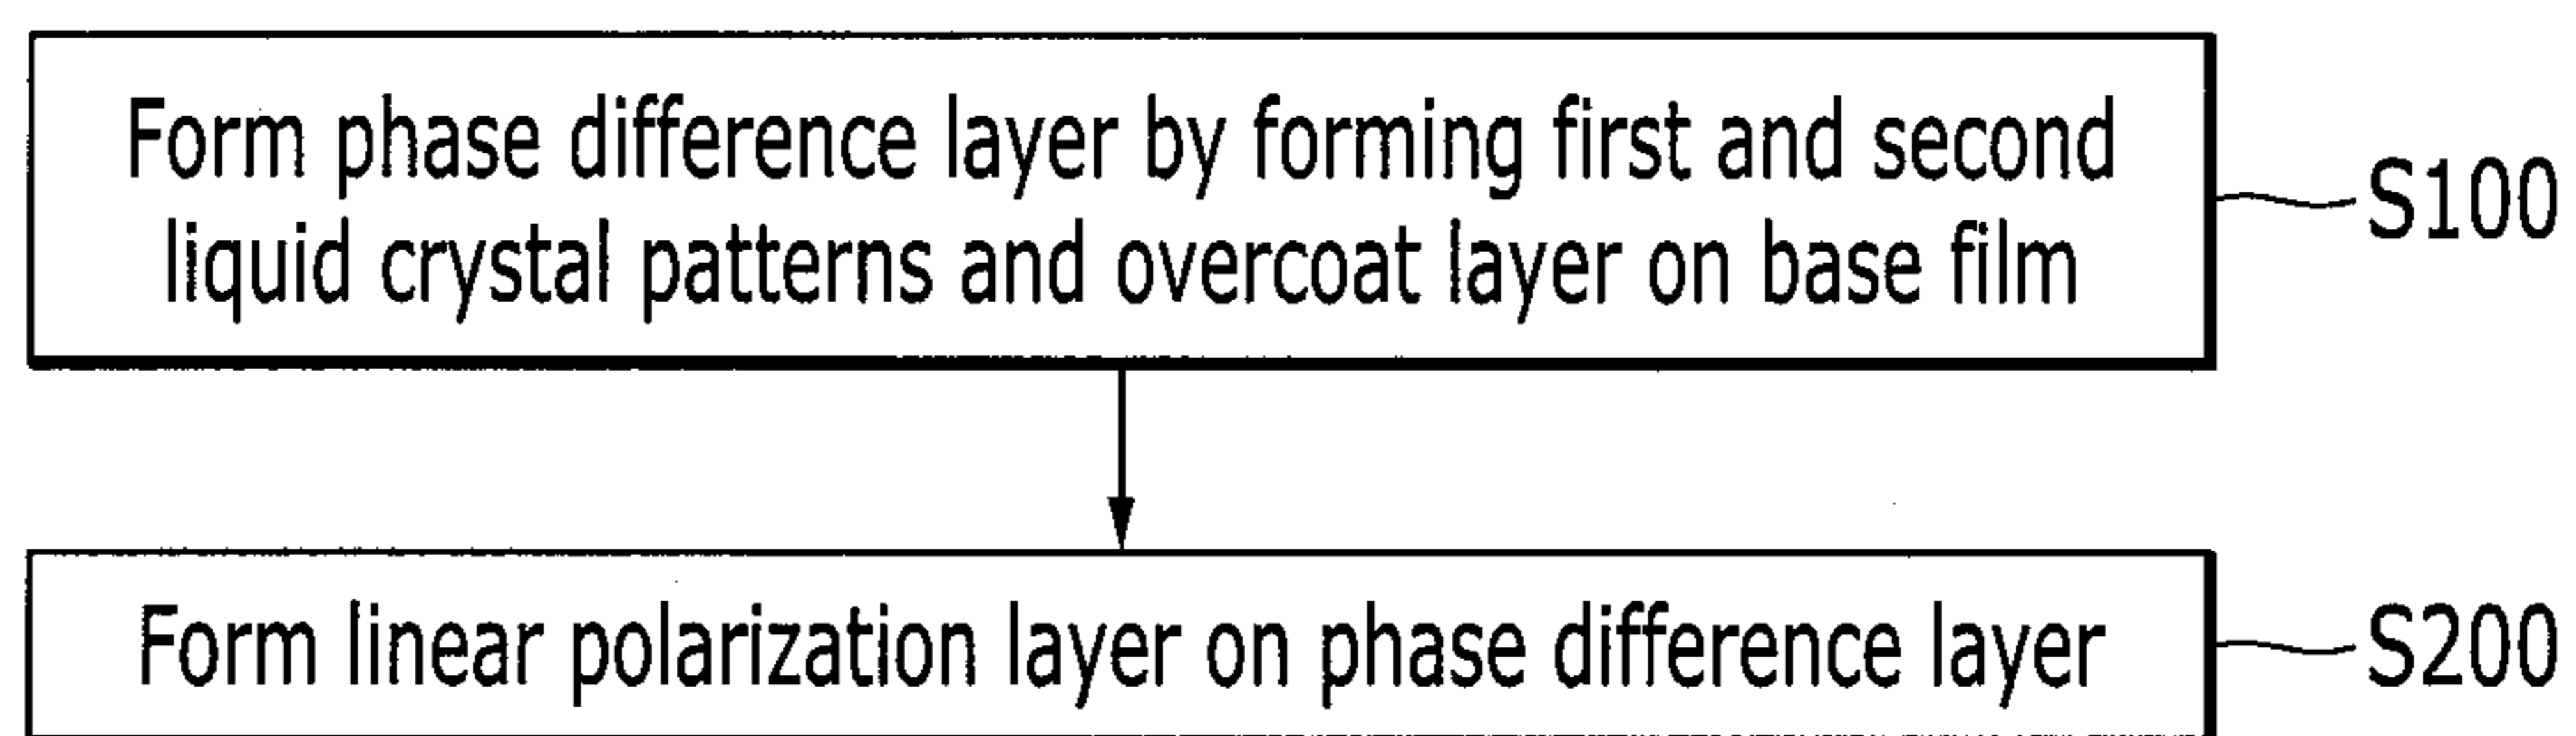 Form phase difference layer by forming first and second
liquid crystal patterns and overcoat layer on base film
S100
Form linear polarization layer on phase difference layer
S200